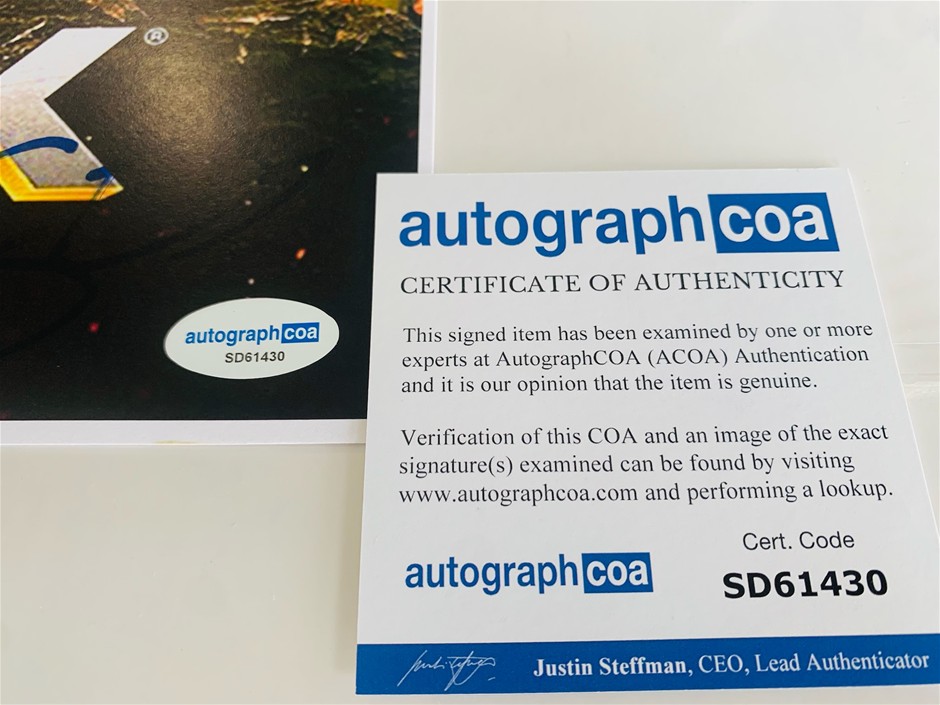 K®
autographcoa
SD61430
autographcoa
CERTIFICATE OF AUTHENTICITY
This signed item has been examined by one or more
experts at AutographCOA (ACOA) Authentication
and it is our opinion that the item is genuine.
Verification of this COA and an image of the exact
signature(s) examined can be found by visiting
www.autographcoa.com and performing a lookup.
autographcoa
Cert. Code
SD61430
Justin Steffman, CEO, Lead Authenticator